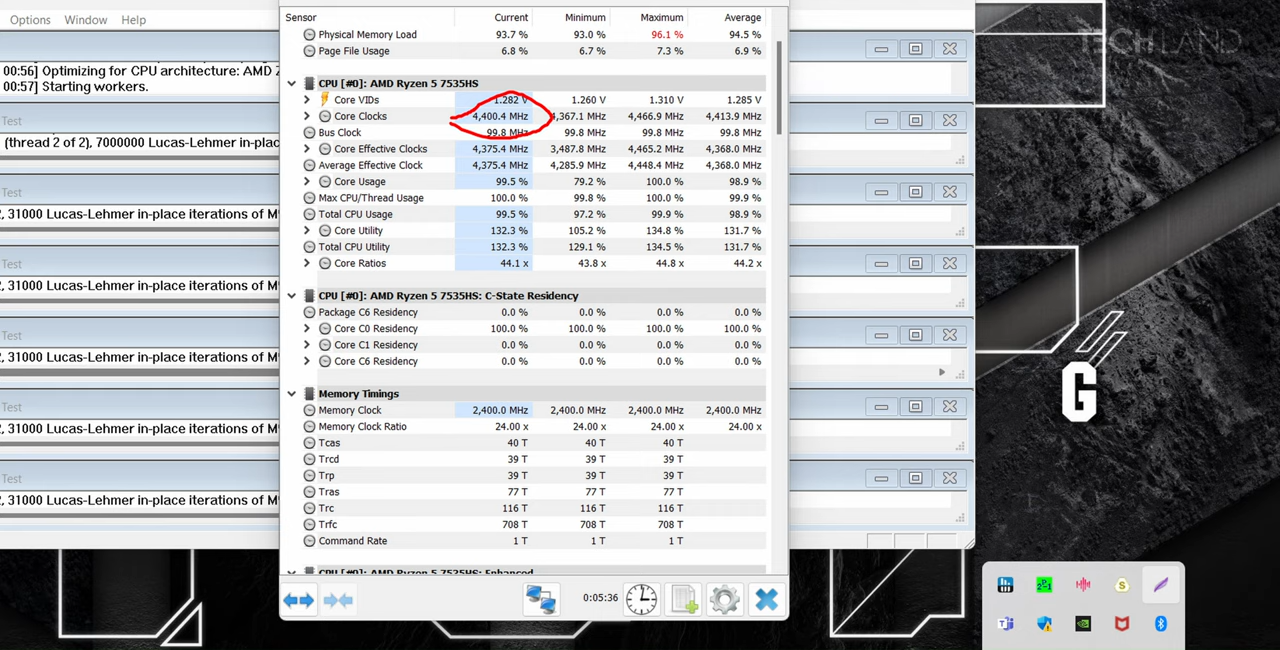 Options Window Help
TECHLAND
00:56] Optimizing for CPU architecture: AMD
00:57] Starting workers.
Test
(thread 2 of 2), 7000000 Lucas-Lehmer in-plac
Test
2, 31000 Lucas-Lehmer in-place iterations of M
Test
2, 31000 Lucas-Lehmer in-place iterations of M
Test
2, 31000 Lucas-Lehmer in-place iterations of M
Test
2, 31000 Lucas-Lehmer in-place iterations of M
Test
2, 31000 Lucas-Lehmer in-place iterations of M
Sensor Current Minimum Maximum Average
Physical Memory Load 93.7 % 93.0 % 96.1 % 94.5 %
Page File Usage 6.8 % 6.7 % 7.3 % 6.9 %
CPU [#0]: AMD Ryzen 5 7535HS
Core VIDs 1.282 V 1.260 V 1.310 V 1.285 V
Core Clocks 4,400.4 MHz 4,367.1 MHz 4,466.9 MHz 4,413.9 MHz
Bus Clock 99.8 MHz 99.8 MHz 99.8 MHz 99.8 MHz
Core Effective Clocks 4,375.4 MHz 3,487.8 MHz 4,465.2 MHz 4,368.0 MHz
Average Effective Clock 4,375.4 MHz 4,285.9 MHz 4,448.4 MHz 4,368.0 MHz
Core Usage 99.5 % 79.2 % 100.0 % 98.9 %
Max CPU/Thread Usage 100.0 % 99.8 % 100.0 % 99.9 %
Total CPU Usage 99.5 % 97.2 % 99.9 % 98.9 %
Core Utility 132.3 % 105.2 % 134.8 % 131.7 %
Total CPU Utility 132.3 % 129.1 % 134.5 % 131.7 %
Core Ratios 44.1 x 43.8 x 44.8 x 44.2 x
CPU [#0]: AMD Ryzen 5 7535HS: C-State Residency
Package C6 Residency 0.0 % 0.0 % 0.0 % 0.0 %
Core C0 Residency 100.0 % 100.0 % 100.0 % 100.0 %
Core C1 Residency 0.0 % 0.0 % 0.0 % 0.0 %
Core C6 Residency 0.0 % 0.0 % 0.0 % 0.0 %
Memory Timings
Memory Clock 2,400.0 MHz 2,400.0 MHz 2,400.0 MHz 2,400.0 MHz
Memory Clock Ratio 24.00 x 24.00 x 24.00 x 24.00 x
Tcas 40 T 40 T 40 T
Trcd 39 T 39 T 39 T
Trp 39 T 39 T 39 T
Tras 77 T 77 T 77 T
Trc 116 T 116 T 116 T
Trfc 708 T 708 T 708 T
Command Rate 1 T 1 T 1 T
CPU [#0]: AMD Ryzen 5 7535HS: Enhanced
0:05:36
G